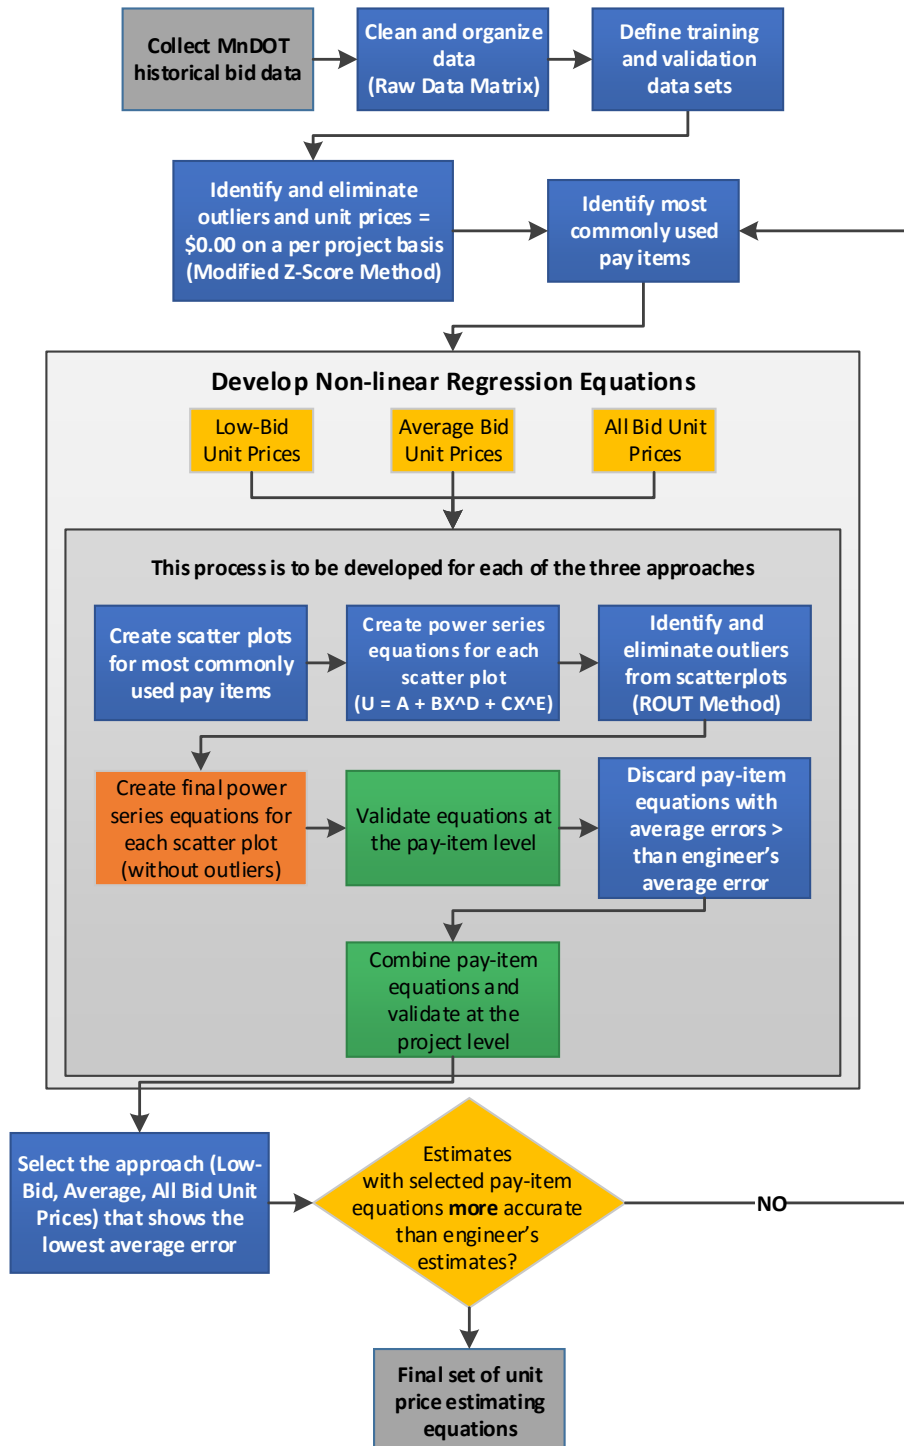 Collect MnDOT
historical bid data
Clean and organize
data
(Raw Data Matrix)
Define training
and validation
data sets
Identify and eliminate
outliers and unit prices =
$0.00 on a per project basis
(Modified Z-Score Method)
Identify most
commonly used
pay items
Develop Non-linear Regression Equations
Low-Bid
Unit Prices
Average Bid
Unit Prices
All Bid Unit
Prices
This process is to be developed for each of the three approaches
Create scatter plots
for most commonly
used pay items
Create power series
equations for each
scatter plot
(U = A + BX^D + CX^E)
Identify and
eliminate outliers
from scatterplots
(ROUT Method)
Create final power
series equations for
each scatter plot
(without outliers)
Validate equations at
the pay-item level
Discard pay-item
equations with
average errors >
than engineer's
average error
Combine pay-item
equations and
validate at the
project level
Select the approach (Low-
Bid, Average, All Bid Unit
Prices) that shows the
lowest average error
Estimates
with selected pay-item
equations more accurate
than engineer's
estimates?
NO
Final set of unit
price estimating
equations